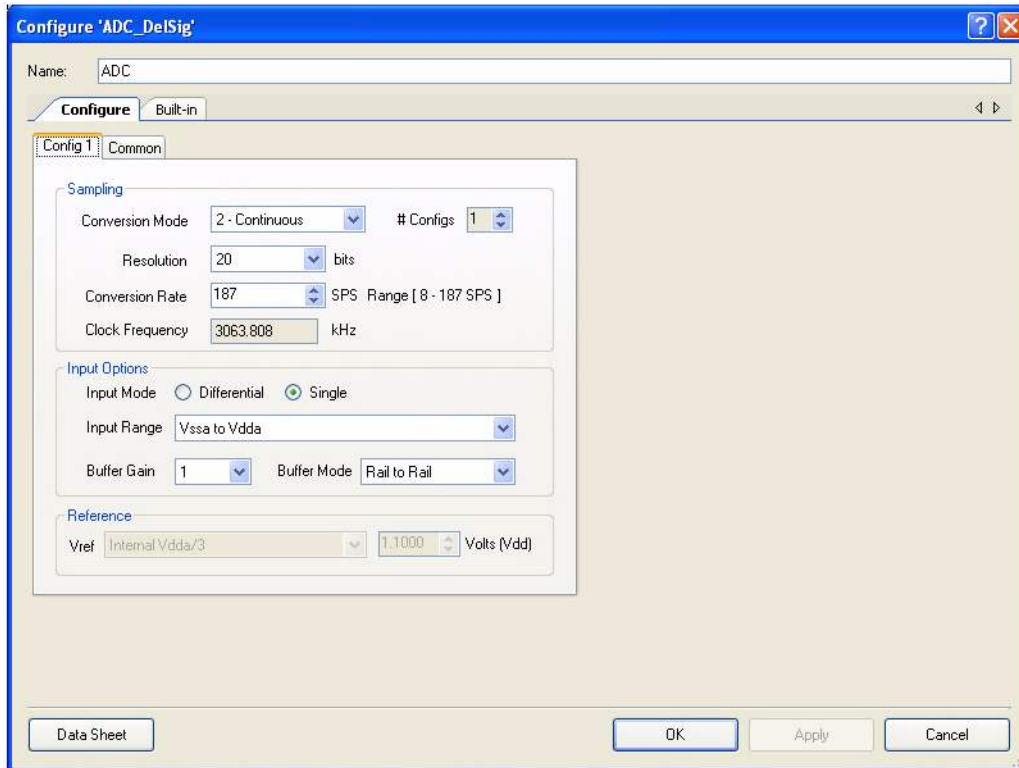 Configure 'ADC_DelSig'
Name: ADC
Configure Built-in
Config 1 Common
Sampling
Conversion Mode 2 - Continuous # Configs 1
Resolution 20 bits
Conversion Rate 187 SPS Range [ 8 - 187 SPS ]
Clock Frequency 3063.808 kHz
Input Options
Input Mode Differential Single
Input Range Vssa to Vdda
Buffer Gain 1 Buffer Mode Rail to Rail
Reference
Vref Internal Vdda/3 1.1000 Volts (Vdd)
Data Sheet OK Apply Cancel